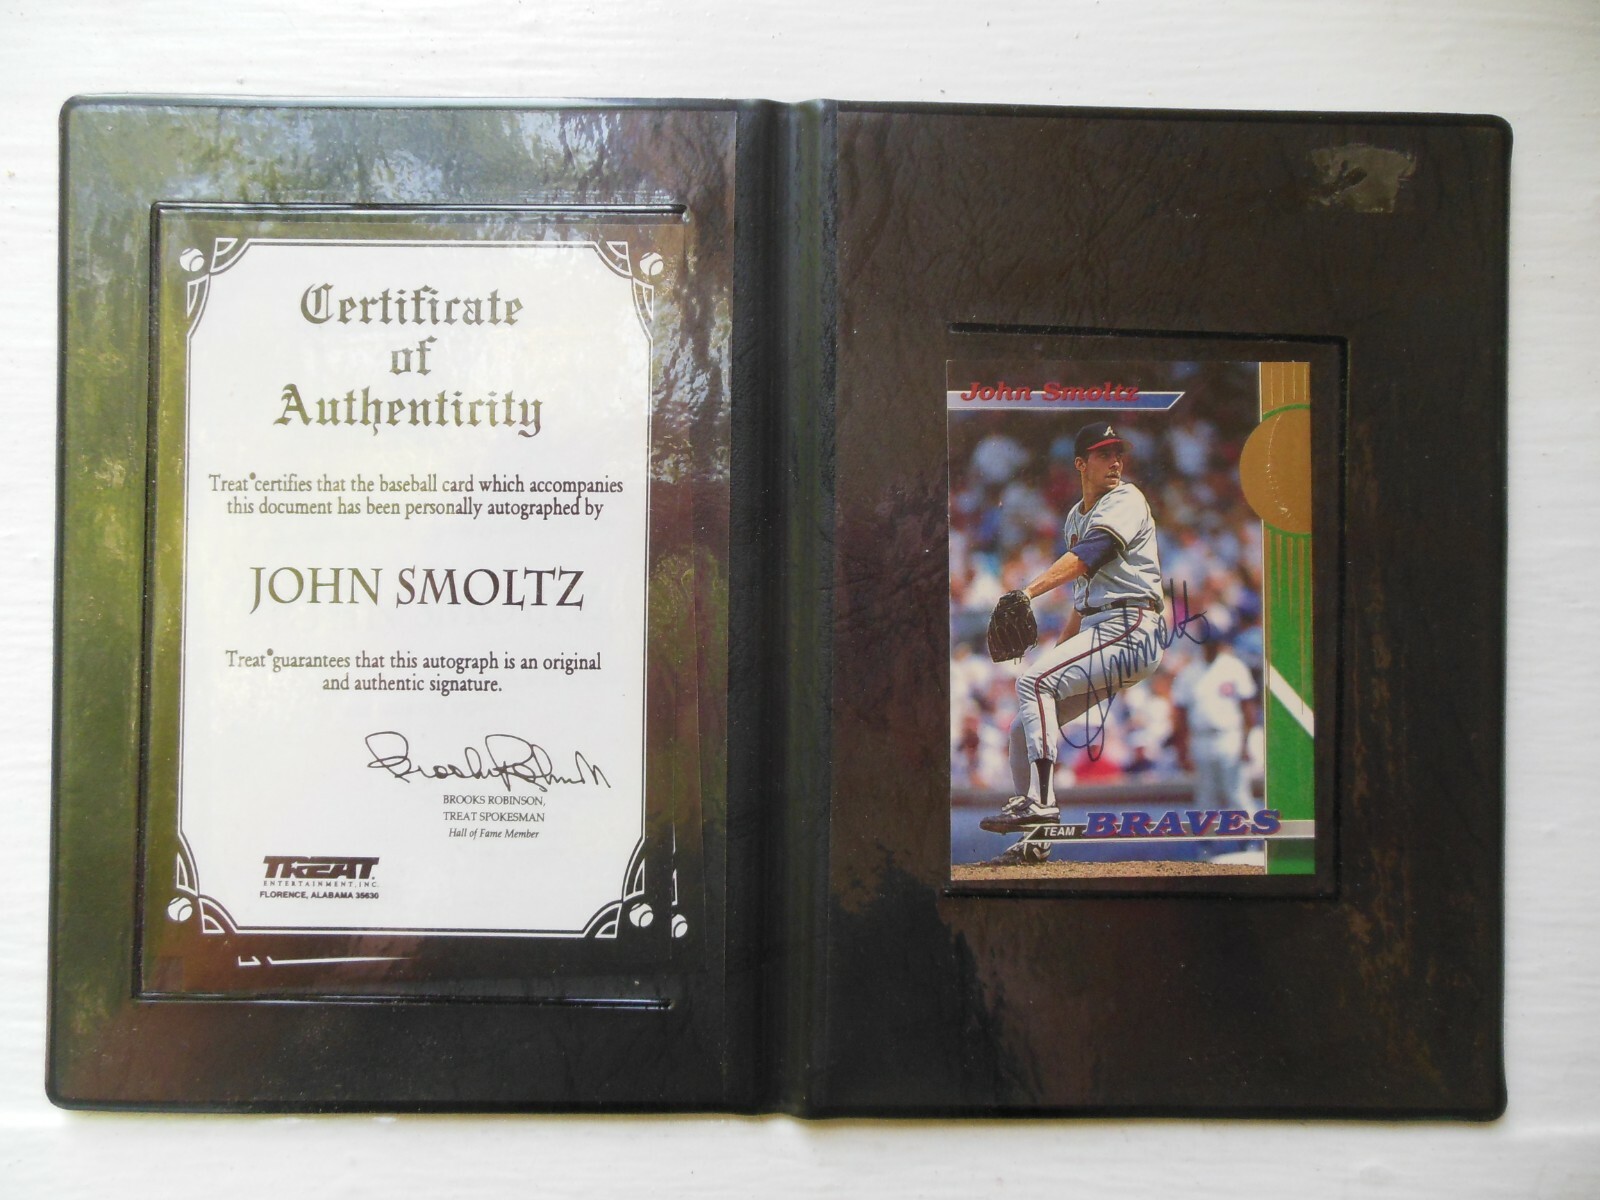 Certificate
of
Authenticity
Treat® certifies that the baseball card which accompanies
this document has been personally autographed by
JOHN SMOLTZ
Treat® guarantees that this autograph is an original
and authentic signature.
Brooks Robinson
BROOKS ROBINSON,
TREAT SPOKESMAN
Hall of Fame Member
TREAT
ENTERTAINMENT, INC.
FLORENCE, ALABAMA 35630
John Smoltz
A
TEAM BRAVES